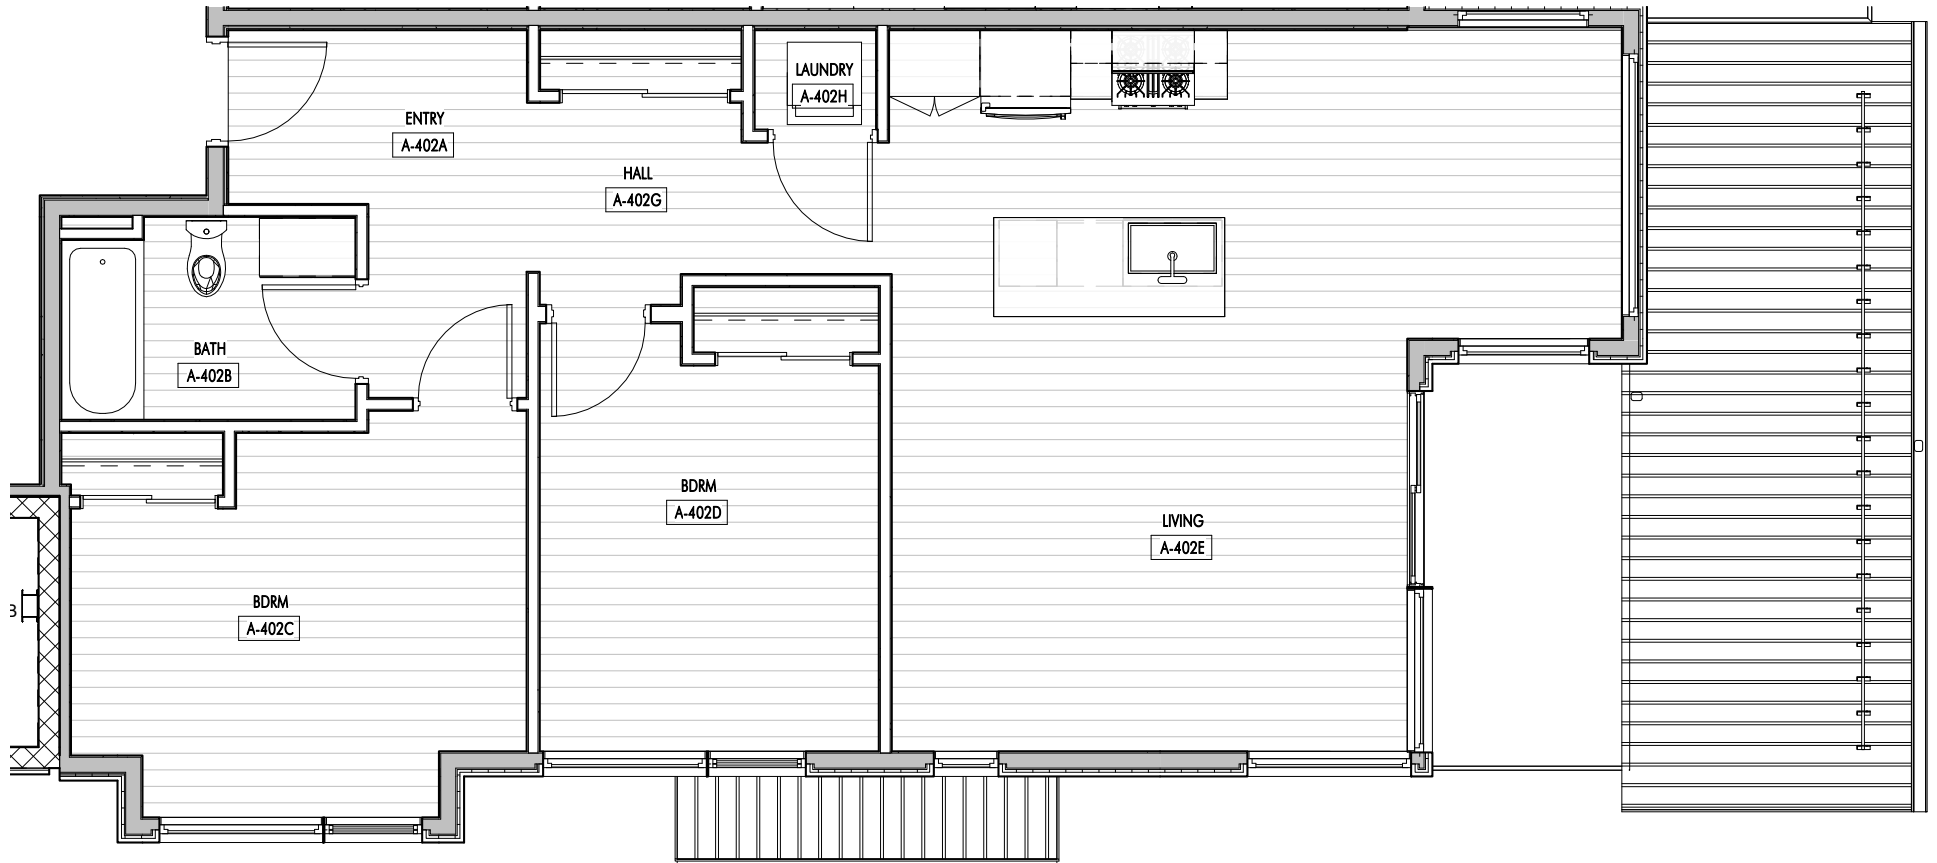 LAUNDRY
A-402H
ENTRY
A-402A
HALL
A-402G
BATH
A-402B
BDRM
A-402D
LIVING
A-402E
BDRM
A-402C